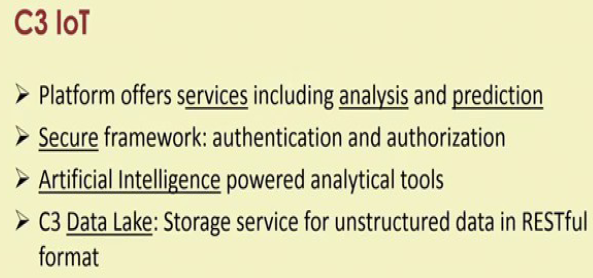 C3 IoT
➢ Platform offers services including analysis and prediction
➢ Secure framework: authentication and authorization
➢ Artificial Intelligence powered analytical tools
➢ C3 Data Lake: Storage service for unstructured data in RESTful
format